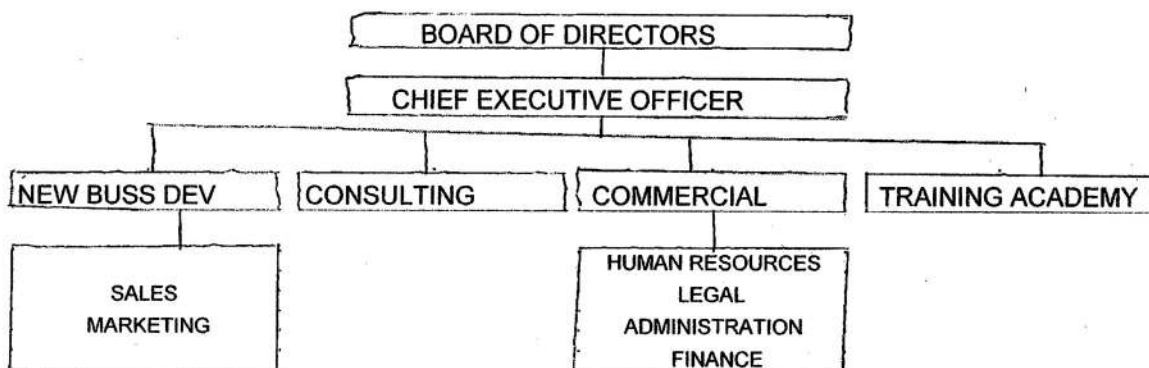 BOARD OF DIRECTORS
CHIEF EXECUTIVE OFFICER
NEW BUSS DEV
CONSULTING
COMMERCIAL
TRAINING ACADEMY
SALES
MARKETING
HUMAN RESOURCES
LEGAL
ADMINISTRATION
FINANCE